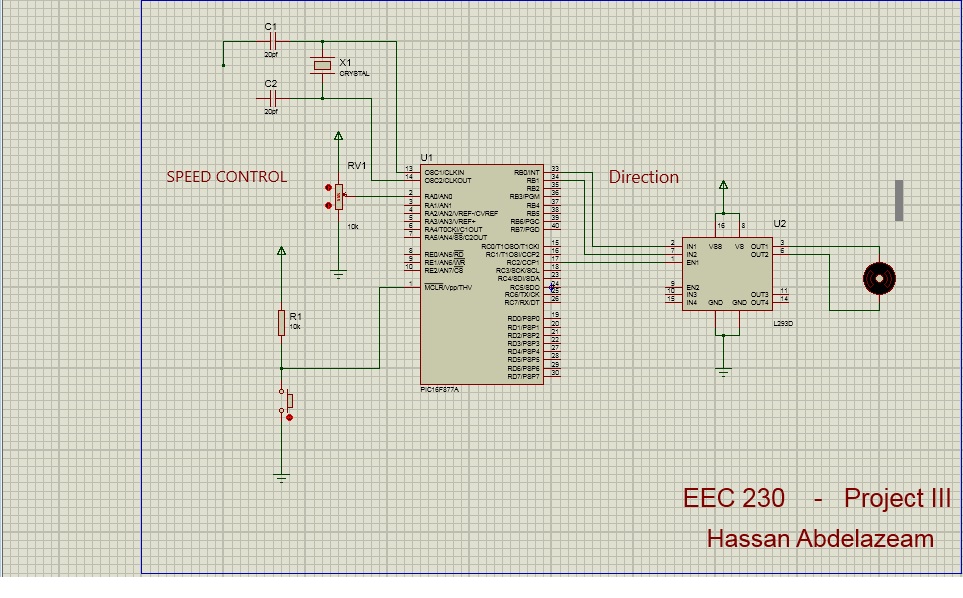 C1
20pf
X1
CRYSTAL
C2
20pf
SPEED CONTROL
RV1
10k
R1
10k
U1
13 OSC1/CLKIN RB0/INT 33
14 OSC2/CLKOUT RB1 34
RB2 35
2 RA0/AN0 RB3/PGM 36
3 RA1/AN1 RB4 37
4 RA2/AN2/VREF-/CVREF RB5 38
5 RA3/AN3/VREF+ RB6/PGC 39
6 RA4/T0CKI/C1OUT RB7/PGD 40
7 RA5/AN4/SS/C2OUT
RC0/T1OSO/T1CKI 15
8 RE0/AN5/RD RC1/T1OSI/CCP2 16
9 RE1/AN6/WR RC2/CCP1 17
10 RE2/AN7/CS RC3/SCK/SCL 18
RC4/SDI/SDA 23
1 MCLR/Vpp/THV RC5/SDO 24
RC6/TX/CK 25
RC7/RX/DT 26
RD0/PSP0 19
RD1/PSP1 20
RD2/PSP2 21
RD3/PSP3 22
RD4/PSP4 27
RD5/PSP5 28
RD6/PSP6 29
RD7/PSP7 30
PIC16F877A
Direction
U2
16 8
2 IN1 VSS VS OUT1 3
7 IN2 OUT2 6
1 EN1
9 EN2
10 IN3 OUT3 11
15 IN4 GND GND OUT4 14
L293D
EEC 230 - Project III
Hassan Abdelazeam